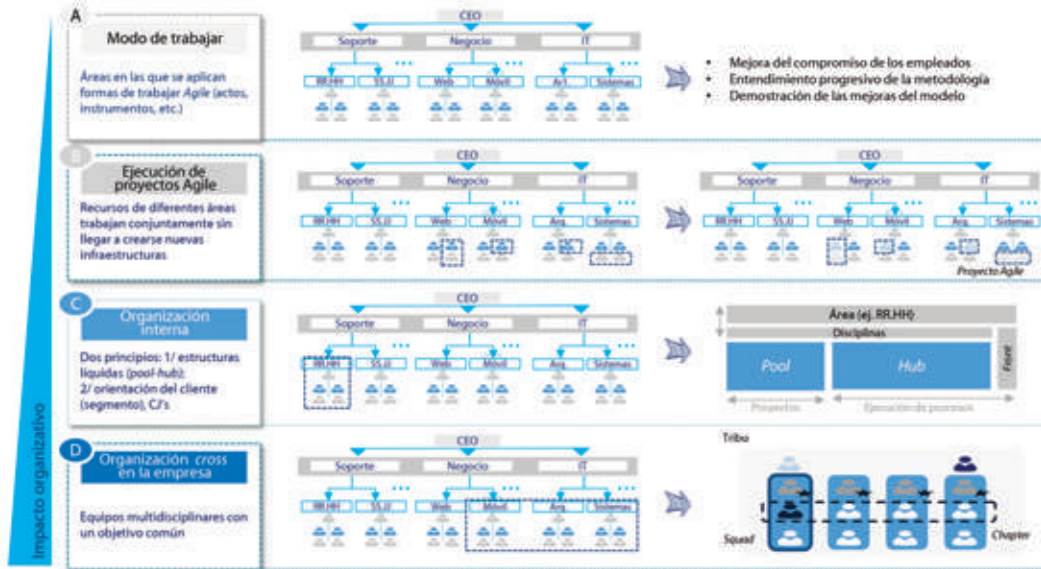 Impacto organizativo
A
Modo de trabajar
Áreas en las que se aplican
formas de trabajar Agile (actos,
instrumentos, etc.)
CEO
Soporte Negocio IT
RR.HH SS.JJ Web Móvil Act. Sistemas
• Mejora del compromiso de los empleados
• Entendimiento progresivo de la metodología
• Demostración de las mejoras del modelo
B
Ejecución de
proyectos Agile
Recursos de diferentes áreas
trabajan conjuntamente sin
llegar a crearse nuevas
infraestructuras
CEO
Soporte Negocio IT
RR.HH SS.JJ Web Móvil Arq. Sistemas
CEO
Soporte Negocio IT
RR.HH SS.JJ Web Móvil Arq. Sistemas
Proyecto Agile
C
Organización
interna
Dos principios: 1/ estructuras
líquidas (pool-hub);
2/ orientación del cliente
(segmento), CJ's
CEO
Soporte Negocio IT
RR.HH SS.JJ Web Móvil Arq. Sistemas
Área (ej. RR.HH)
Disciplinas
Pool Hub Front
Proyectos Ejecución de procesos
D
Organización cross
en la empresa
Equipos multidisciplinares con
un objetivo común
CEO
Soporte Negocio IT
RR.HH SS.JJ Web Móvil Arq. Sistemas
Tribu
Squad Chapter